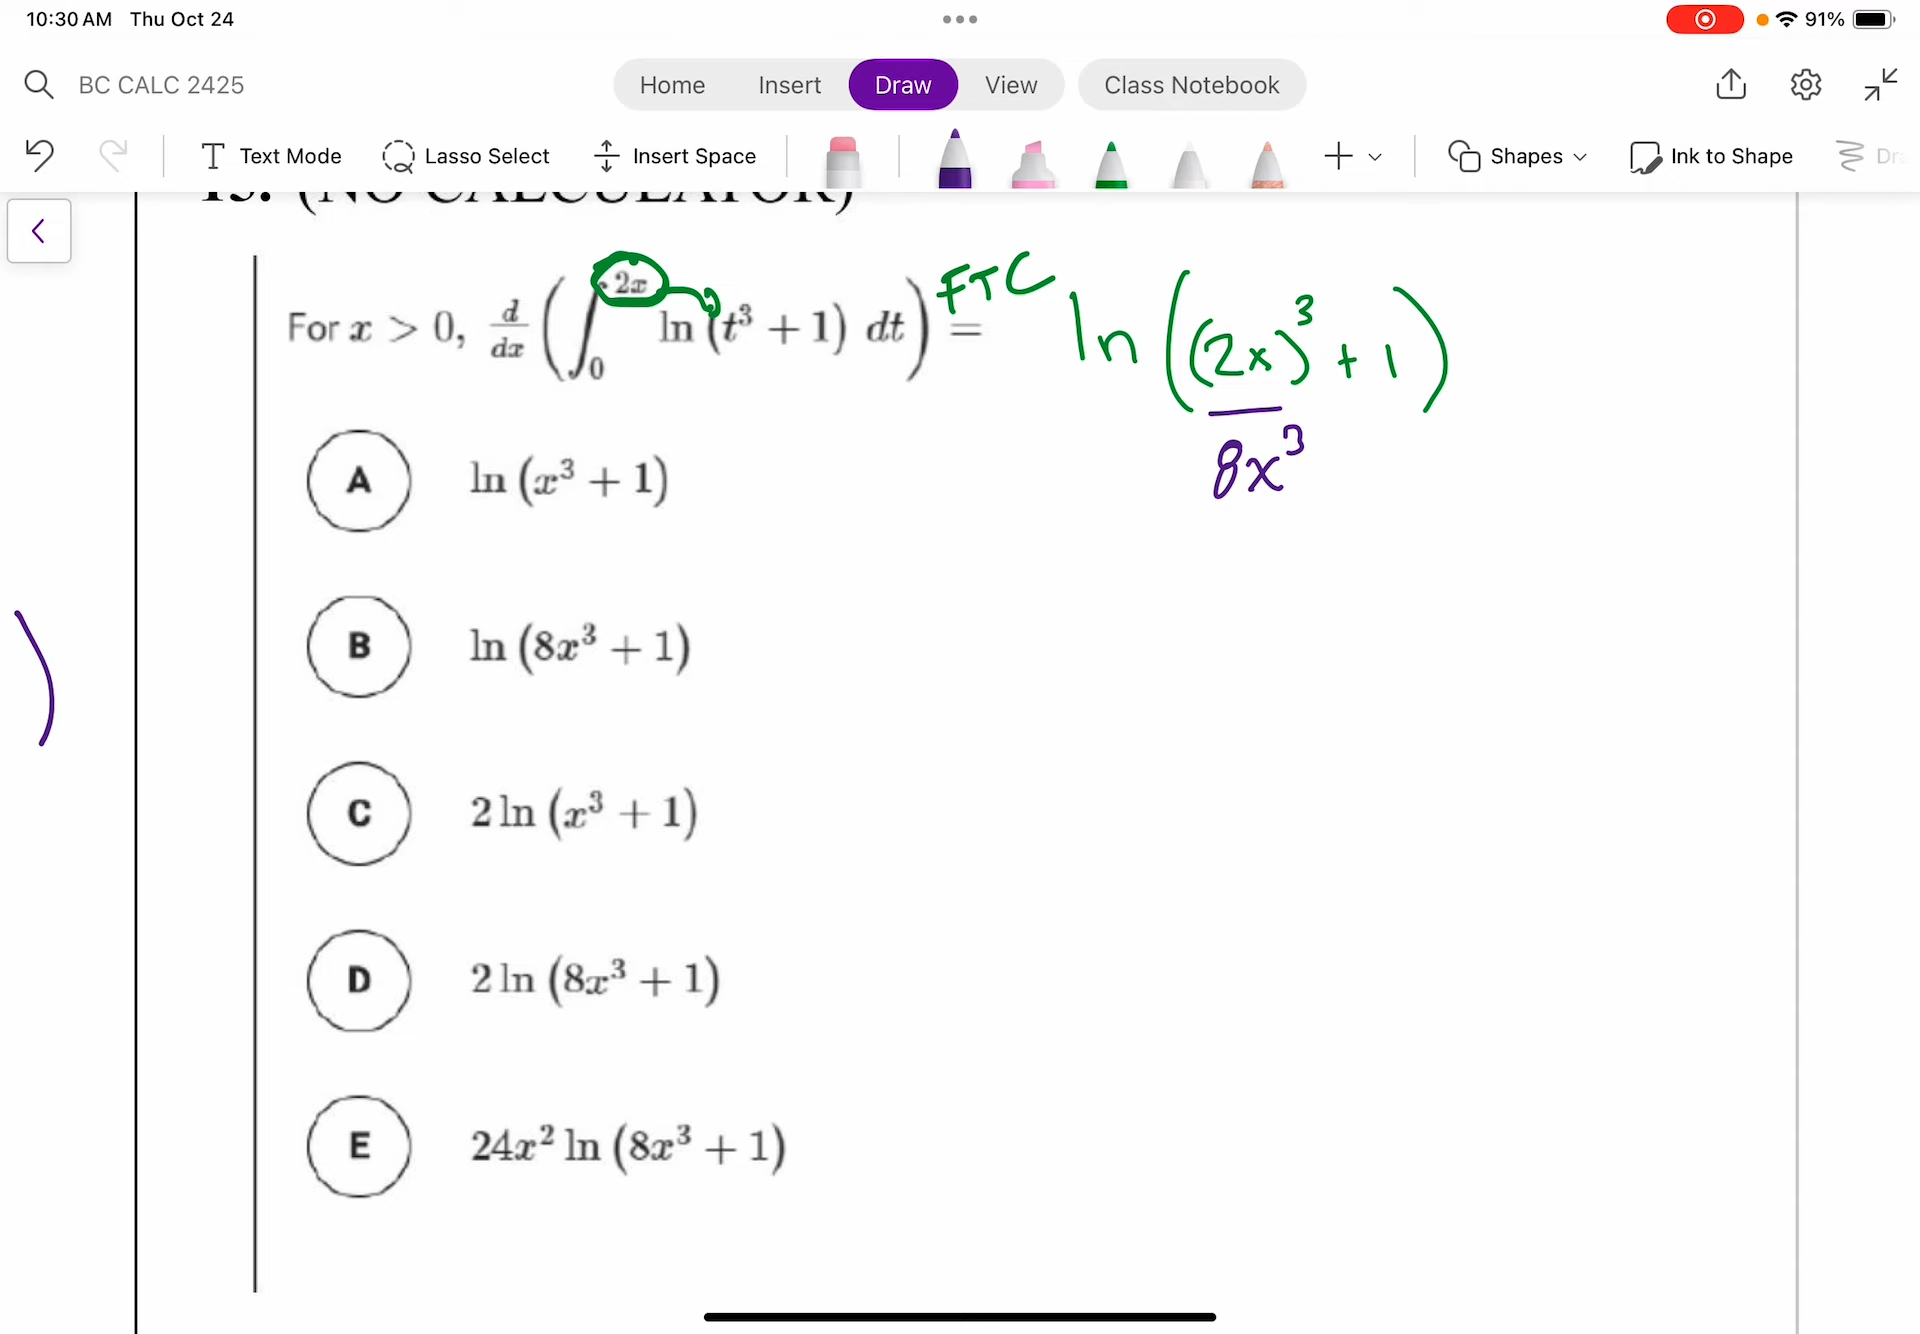 10:30 AM Thu Oct 24 91%
BC CALC 2425 Home Insert Draw View Class Notebook
Text Mode Lasso Select Insert Space Shapes Ink to Shape Dr
(NO CALCULATOR)
For x > 0, d/dx (∫₀^{2x} ln (t³ + 1) dt) = FTC ln ((2x)³ + 1)
8x³
A ln (x³ + 1)
B ln (8x³ + 1)
C 2 ln (x³ + 1)
D 2 ln (8x³ + 1)
E 24x² ln (8x³ + 1)